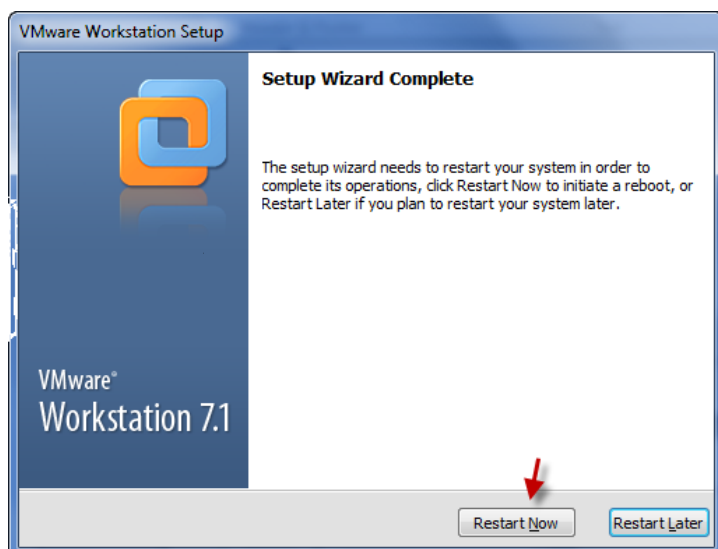 VMware Workstation Setup
Setup Wizard Complete
The setup wizard needs to restart your system in order to
complete its operations, click Restart Now to initiate a reboot, or
Restart Later if you plan to restart your system later.
VMware®
Workstation 7.1
Restart Now
Restart Later